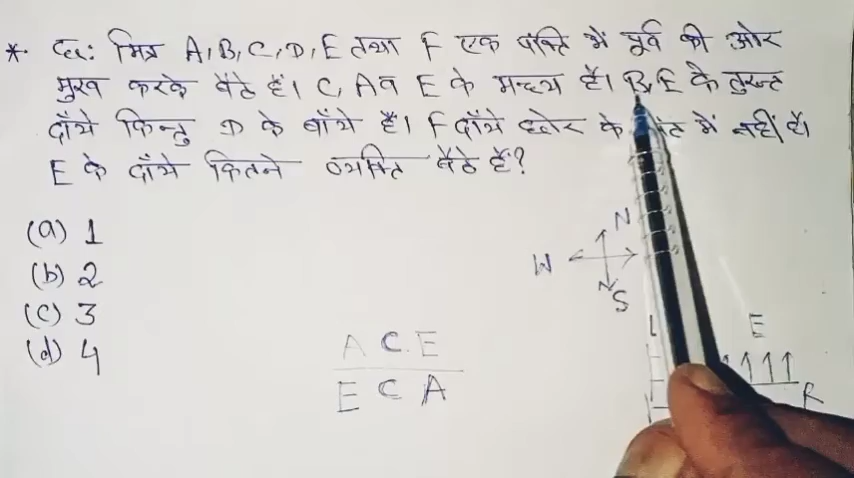 *. छः मित्र A, B, C, D, E तथा F एक पंक्ति में पूर्व की ओर
मुख करके बैठे हैं। C, A व E के मध्य है। B, E के तुरन्त
दाँये किन्तु D के बाँये है। F दाँये छोर के में नहीं है।
E के दाँये कितने व्यक्ति बैठे हैं?
(a) 1
(b) 2
(c) 3
(d) 4
N
W
S
A C E
E C A
L
E
R